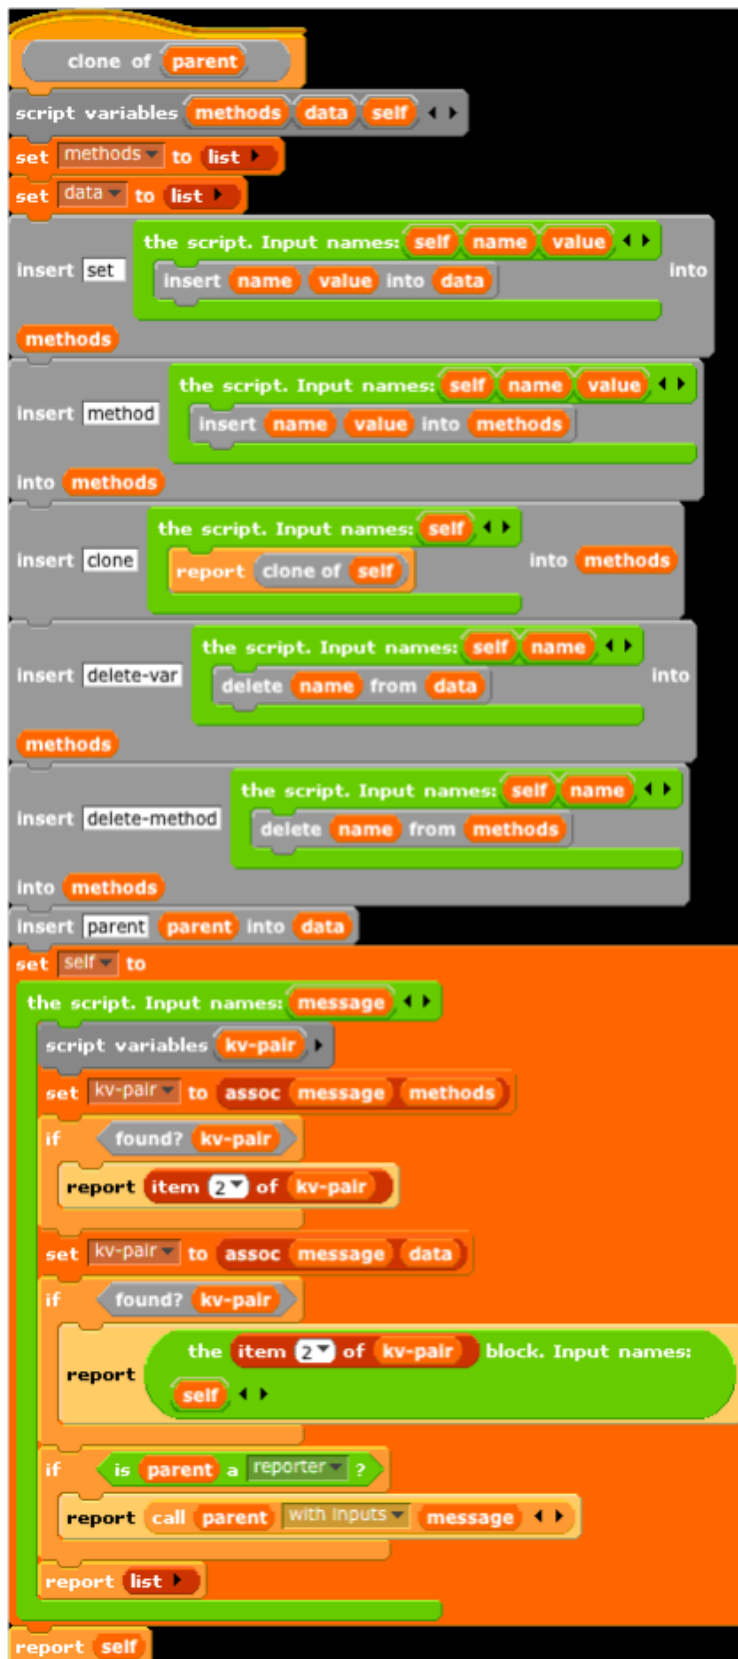 clone of parent
script variables methods data self
set methods to list
set data to list
the script. Input names: self name value
insert set insert name value into data into
methods
the script. Input names: self name value
insert method insert name value into methods
into methods
the script. Input names: self
insert clone report clone of self into methods
the script. Input names: self name
insert delete-var delete name from data into
methods
the script. Input names: self name
insert delete-method delete name from methods
into methods
insert parent parent into data
set self to
the script. Input names: message
script variables kv-pair
set kv-pair to assoc message methods
if found? kv-pair
report item 2 of kv-pair
set kv-pair to assoc message data
if found? kv-pair
the item 2 of kv-pair block. Input names:
report
self
if is parent a reporter ?
report call parent with inputs message
report list
report self